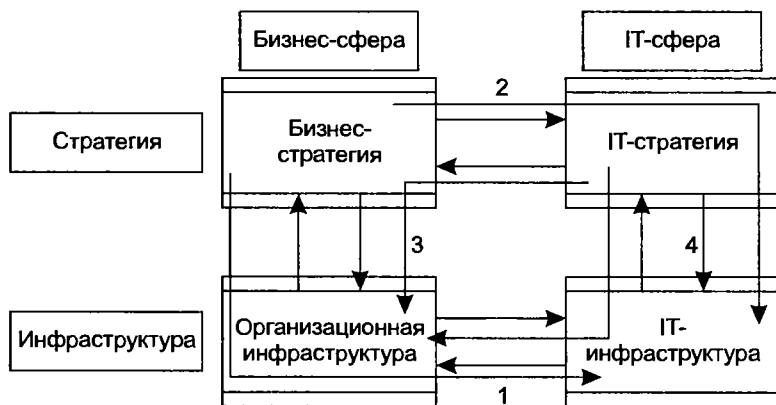 Бизнес-сфера
IT-сфера
2
Стратегия
Бизнес-
стратегия
IT-стратегия
3
4
Инфраструктура
Организационная
инфраструктура
IT-
инфраструктура
1